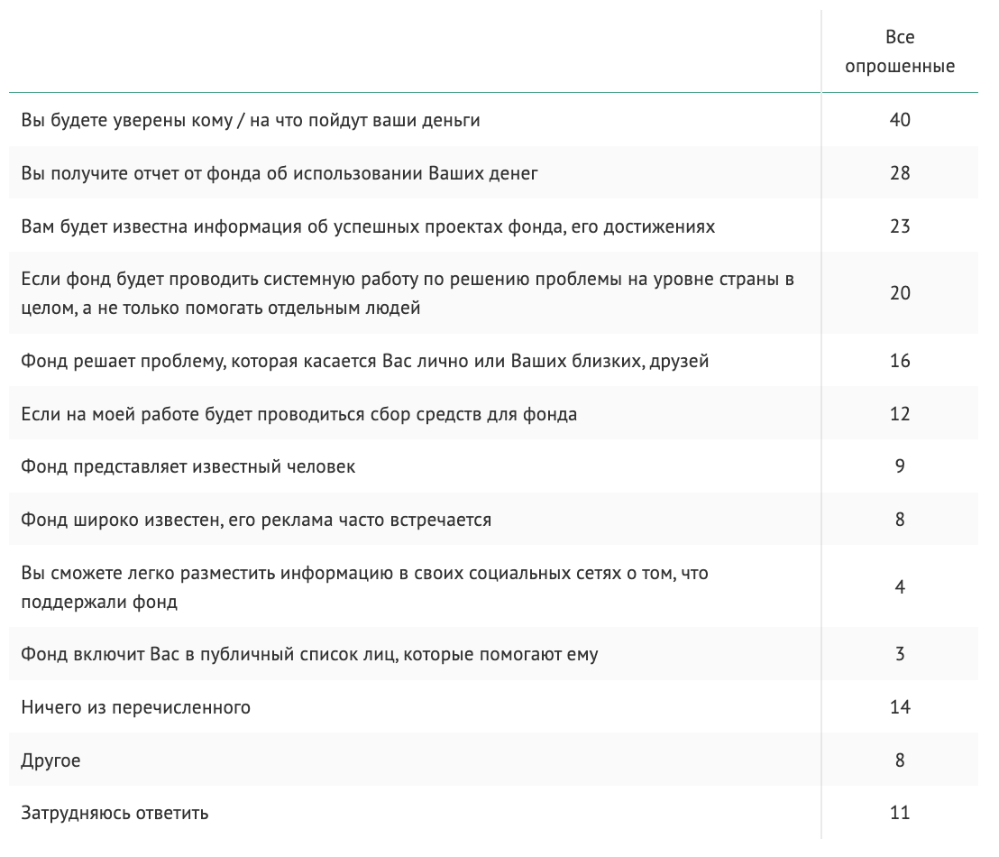 Все
опрошенные
Вы будете уверены кому / на что пойдут ваши деньги 40
Вы получите отчет от фонда об использовании Ваших денег 28
Вам будет известна информация об успешных проектах фонда, его достижениях 23
Если фонд будет проводить системную работу по решению проблемы на уровне страны в
целом, а не только помогать отдельным людей 20
Фонд решает проблему, которая касается Вас лично или Ваших близких, друзей 16
Если на моей работе будет проводиться сбор средств для фонда 12
Фонд представляет известный человек 9
Фонд широко известен, его реклама часто встречается 8
Вы сможете легко разместить информацию в своих социальных сетях о том, что
поддержали фонд 4
Фонд включит Вас в публичный список лиц, которые помогают ему 3
Ничего из перечисленного 14
Другое 8
Затрудняюсь ответить 11